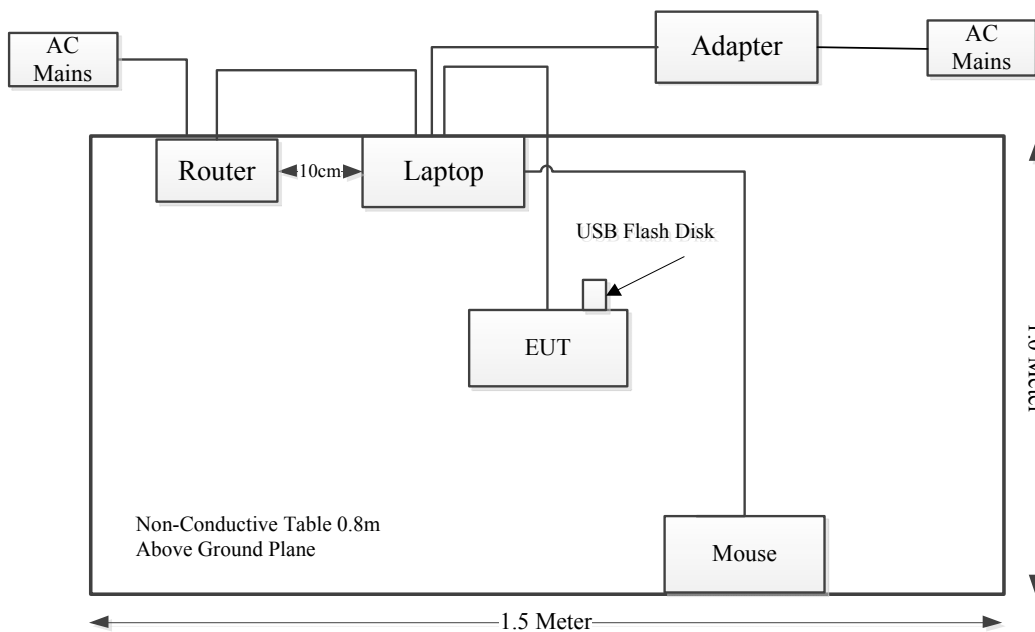 AC
Mains
Adapter
AC
Mains
Router
10cm
Laptop
USB Flash Disk
EUT
Non-Conductive Table 0.8m
Above Ground Plane
Mouse
1.5 Meter